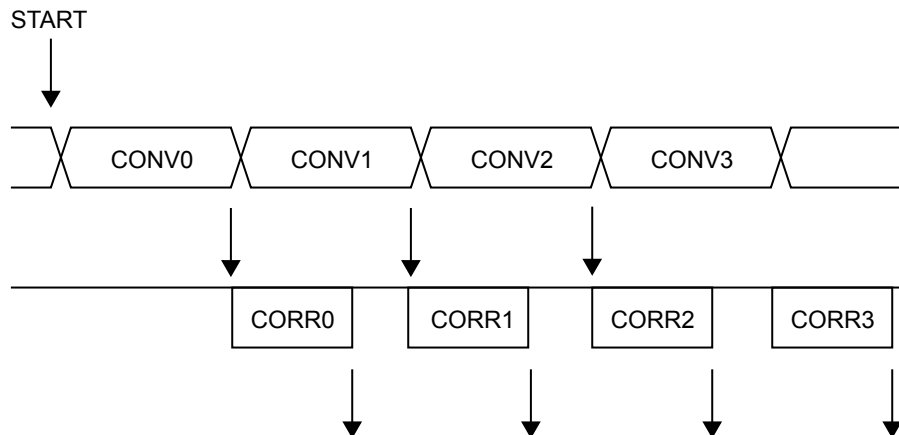 START
CONV0 CONV1 CONV2 CONV3
CORR0 CORR1 CORR2 CORR3